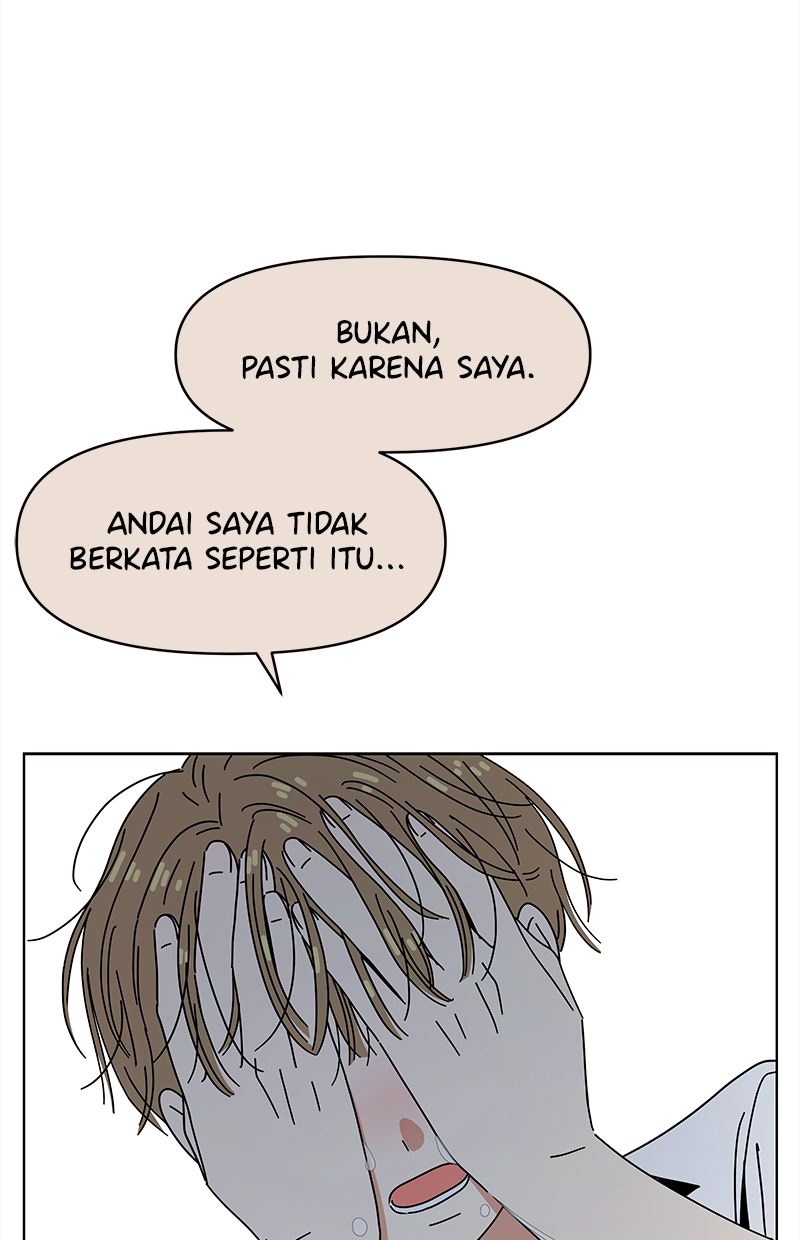 BUKAN,
PASTI KARENA SAYA.
ANDAI SAYA TIDAK
BERKATA SEPERTI ITU...